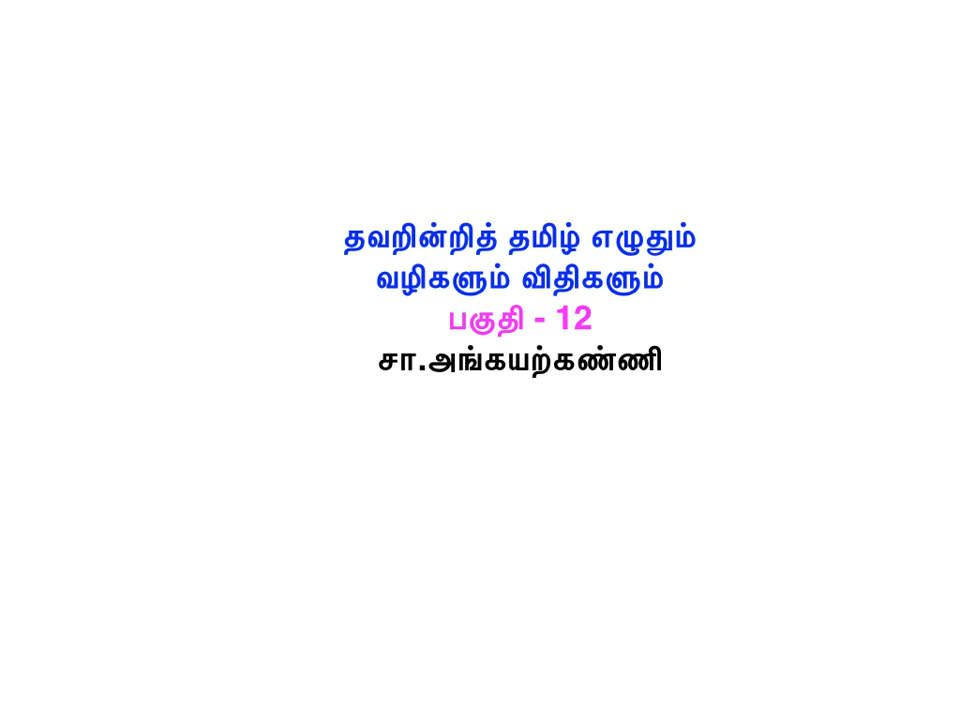 தவறின்றித் தமிழ் எழுதும்
வழிகளும் விதிகளும்
பகுதி - 12
சா.அங்கயற்கண்ணி